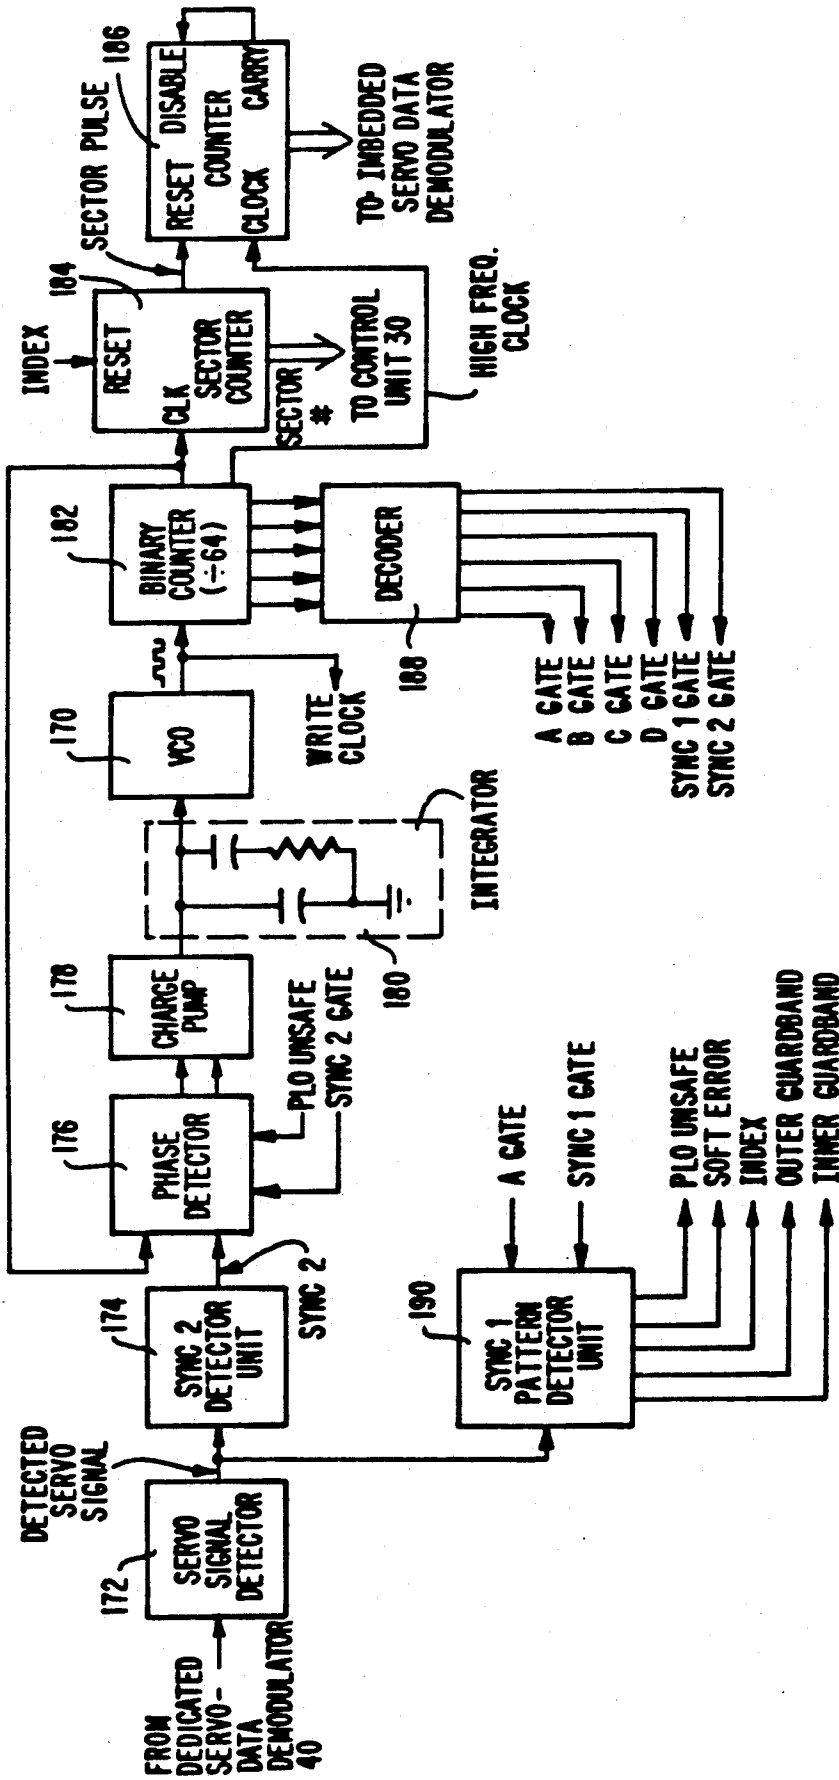 FROM
DEDICATED
SERVO-
DATA
DEMODULATOR
40
172
SERVO
SIGNAL
DETECTOR
DETECTED
SERVO
SIGNAL
174
SYNC 2
DETECTOR
UNIT
SYNC 2
176
PHASE
DETECTOR
PLO UNSAFE
SYNC 2 GATE
178
CHARGE
PUMP
180
INTEGRATOR
170
VCO
WRITE
CLOCK
182
BINARY
COUNTER
(÷64)
188
DECODER
A GATE
B GATE
C GATE
D GATE
SYNC 1 GATE
SYNC 2 GATE
INDEX
184
RESET
CLK
SECTOR
COUNTER
SECTOR
#
TO CONTROL
UNIT 30
SECTOR PULSE
186
RESET DISABLE
COUNTER
CLOCK CARRY
TO IMBEDDED
SERVO DATA
DEMODULATOR
HIGH FREQ.
CLOCK
190
SYNC 1
PATTERN
DETECTOR
UNIT
A GATE
SYNC 1 GATE
PLO UNSAFE
SOFT ERROR
INDEX
OUTER GUARDBAND
INNER GUARDBAND